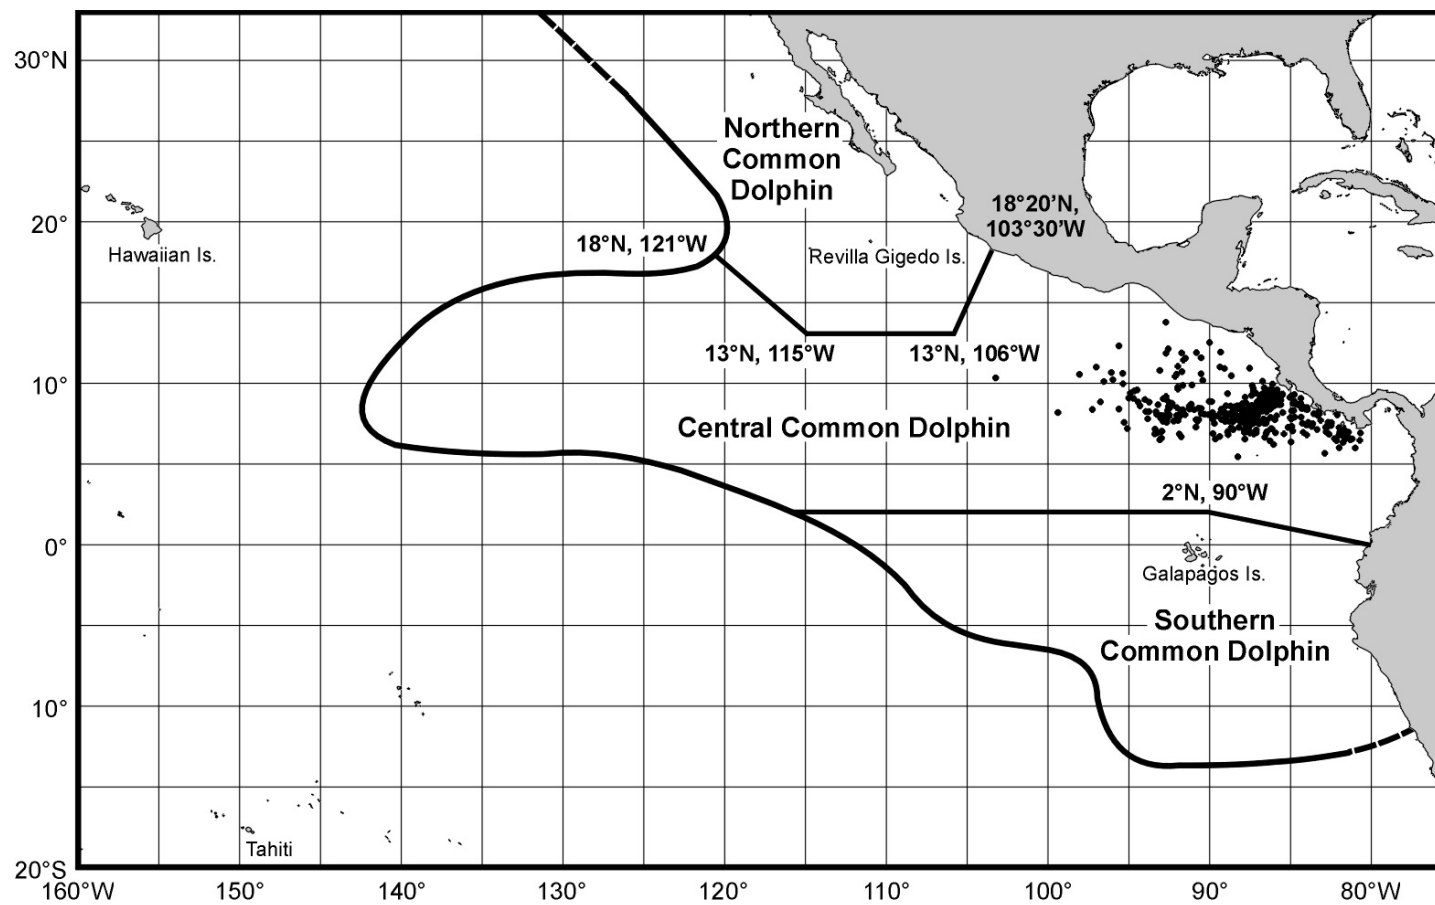 30°N
Northern
Common
Dolphin
18°20’N,
103°30’W
20°
18°N, 121°W
Hawaiian Is.
Revilla Gigedo Is.
13°N, 115°W
13°N, 106°W
10°
Central Common Dolphin
2°N, 90°W
0°
Galapagos Is.
Southern
Common Dolphin
10°
Tahiti
20°S
160°W
150°
140°
130°
120°
110°
100°
90°
80°W